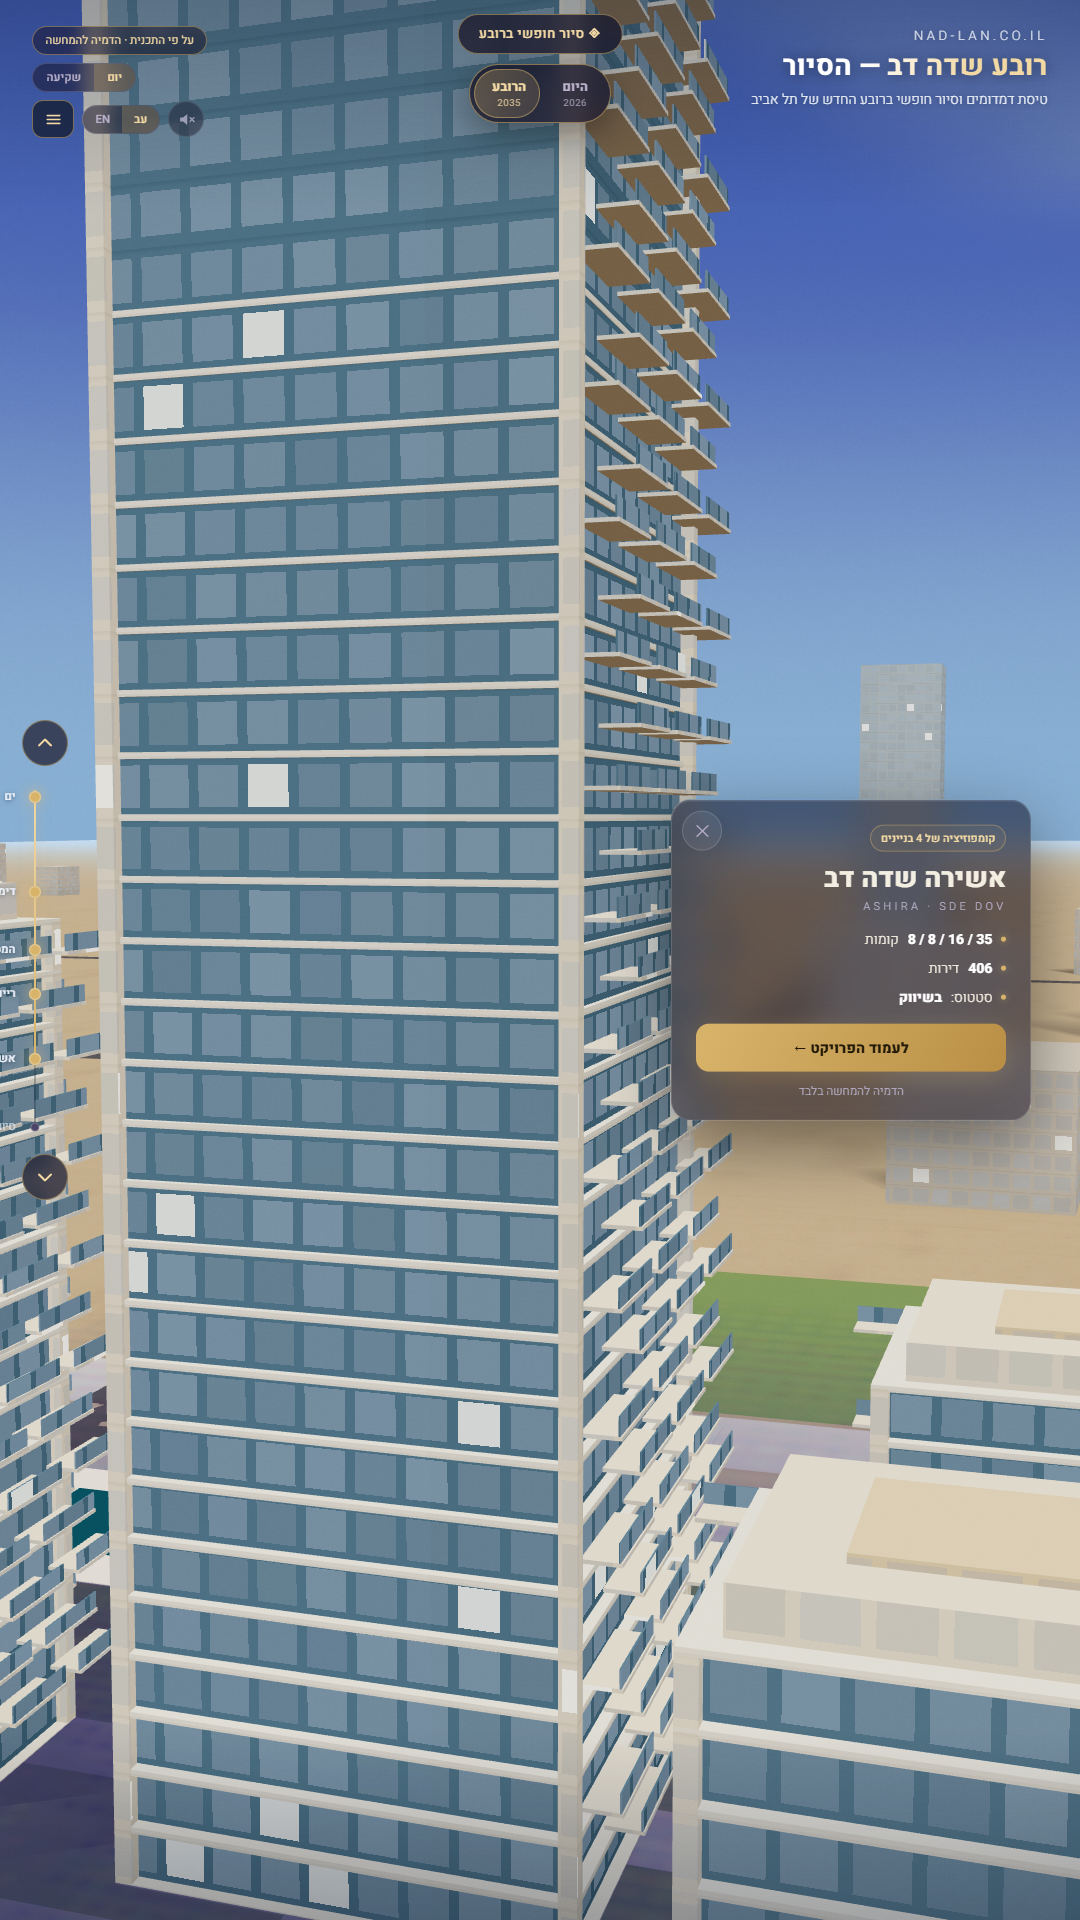 NAD-LAN.CO.IL
רובע שדה דב — הסיור
טיסת דמדומים וסיור חופשי ברובע החדש של תל אביב
◈ סיור חופשי ברובע
היום
2026
הרובע
2035
על פי התכנית · הדמיה להמחשה
יום
שקיעה
עב
EN
ים
קומפוזיציה של 4 בניינים
אשירה שדה דב
ASHIRA · SDE DOV
35 / 16 / 8 / 8 קומות
406 דירות
סטטוס: בשיווק
לעמוד הפרויקט ←
הדמיה להמחשה בלבד